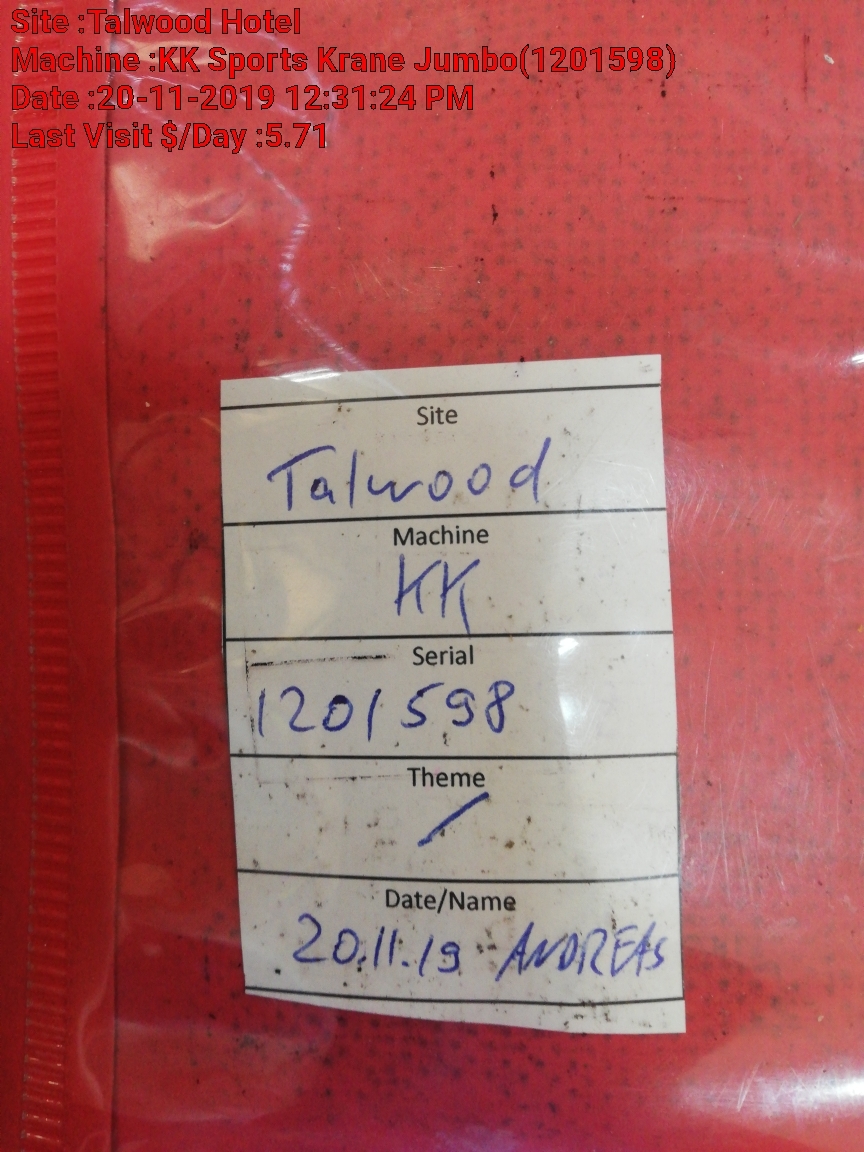 Site :Talwood Hotel
Machine :KK Sports Krane Jumbo(1201598)
Date :20-11-2019 12:31:24 PM
Last Visit $/Day :5.71
Site
Talwood
Machine
KK
Serial
1201598
Theme
/
Date/Name
20.11.19 ANDREAS